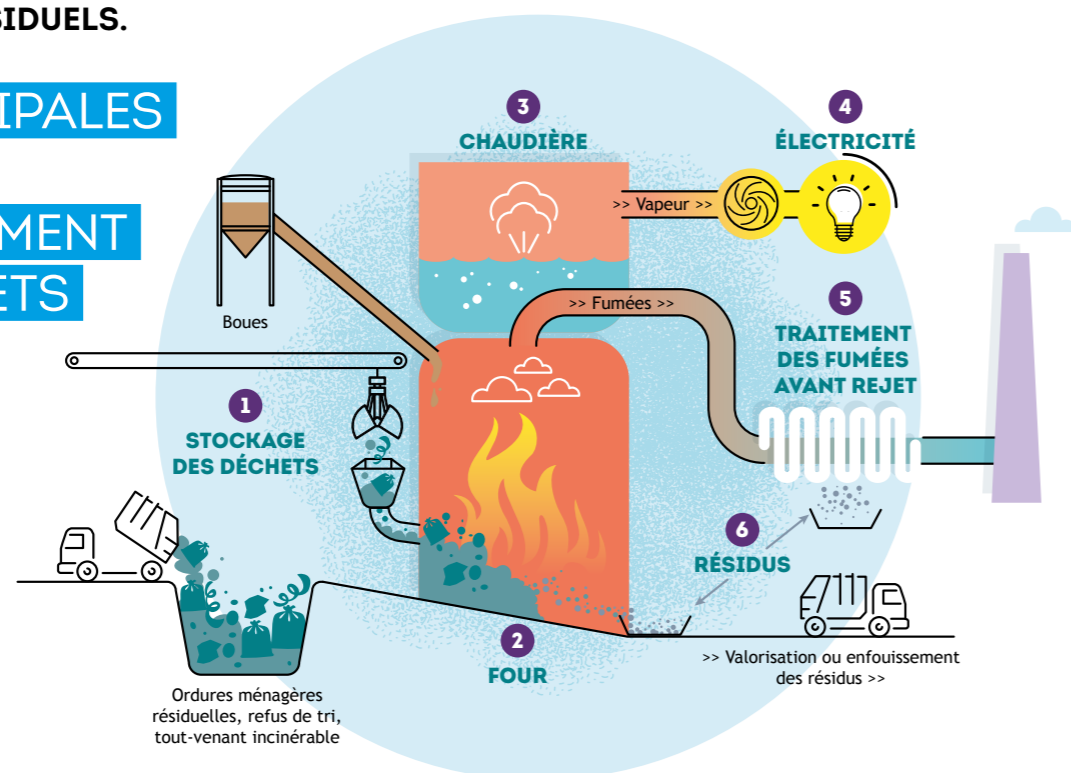 SIDUELS.
IPALES
MENT
ETS
3
CHAUDIÈRE
4
ÉLECTRICITÉ
>> Vapeur >>
Boues
>> Fumées >>
5
TRAITEMENT
DES FUMÉES
AVANT REJET
1
STOCKAGE
DES DÉCHETS
6
RÉSIDUS
2
FOUR
>> Valorisation ou enfouissement
des résidus >>
Ordures ménagères
résiduelles, refus de tri,
tout-venant incinérable